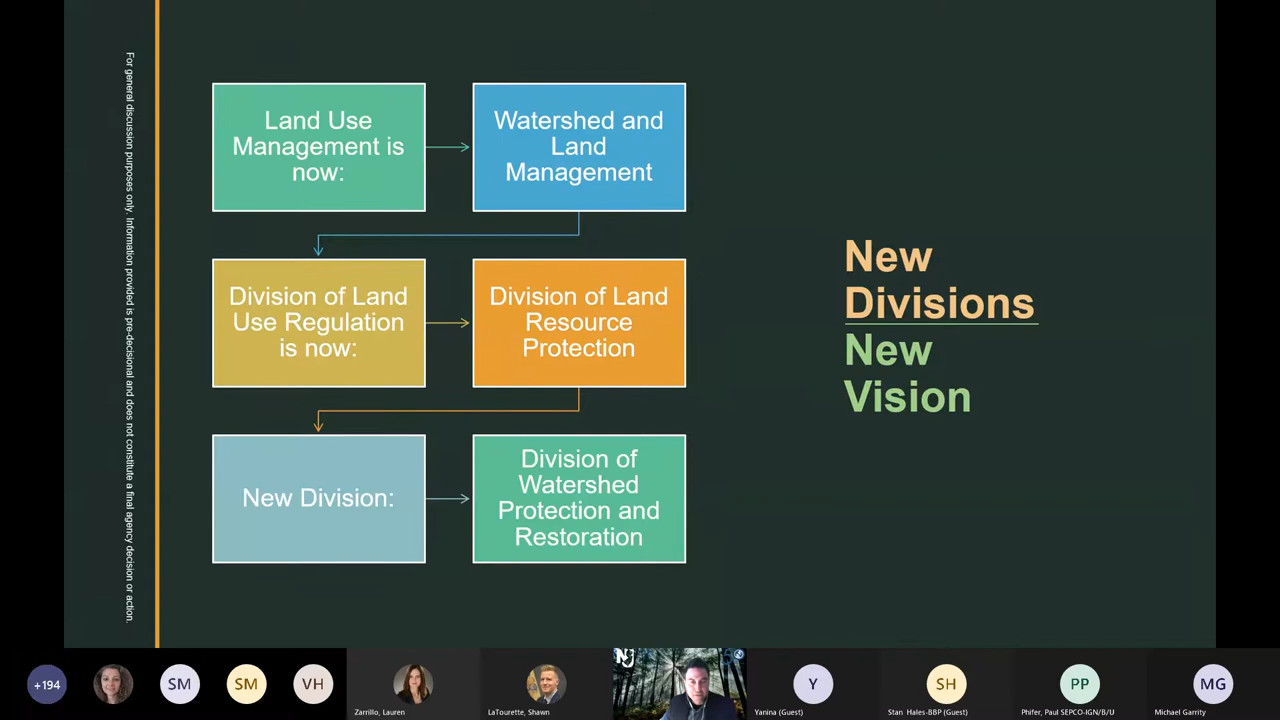 For general discussion purposes only. Information provided is pre-decisional and does not constitute a final agency decision or action.
Land Use
Management is
now:
Watershed and
Land
Management
Division of Land
Use Regulation
is now:
Division of Land
Resource
Protection
New Division:
Division of
Watershed
Protection and
Restoration
New
Divisions
New
Vision
+194
SM
SM
VH
Zarrillo, Lauren
LaTourette, Shawn
NJ
Y
Yanina (Guest)
SH
Stan Hales-BBP (Guest)
PP
Phifer, Paul SEPCO-IGN/B/U
MG
Michael Garrity